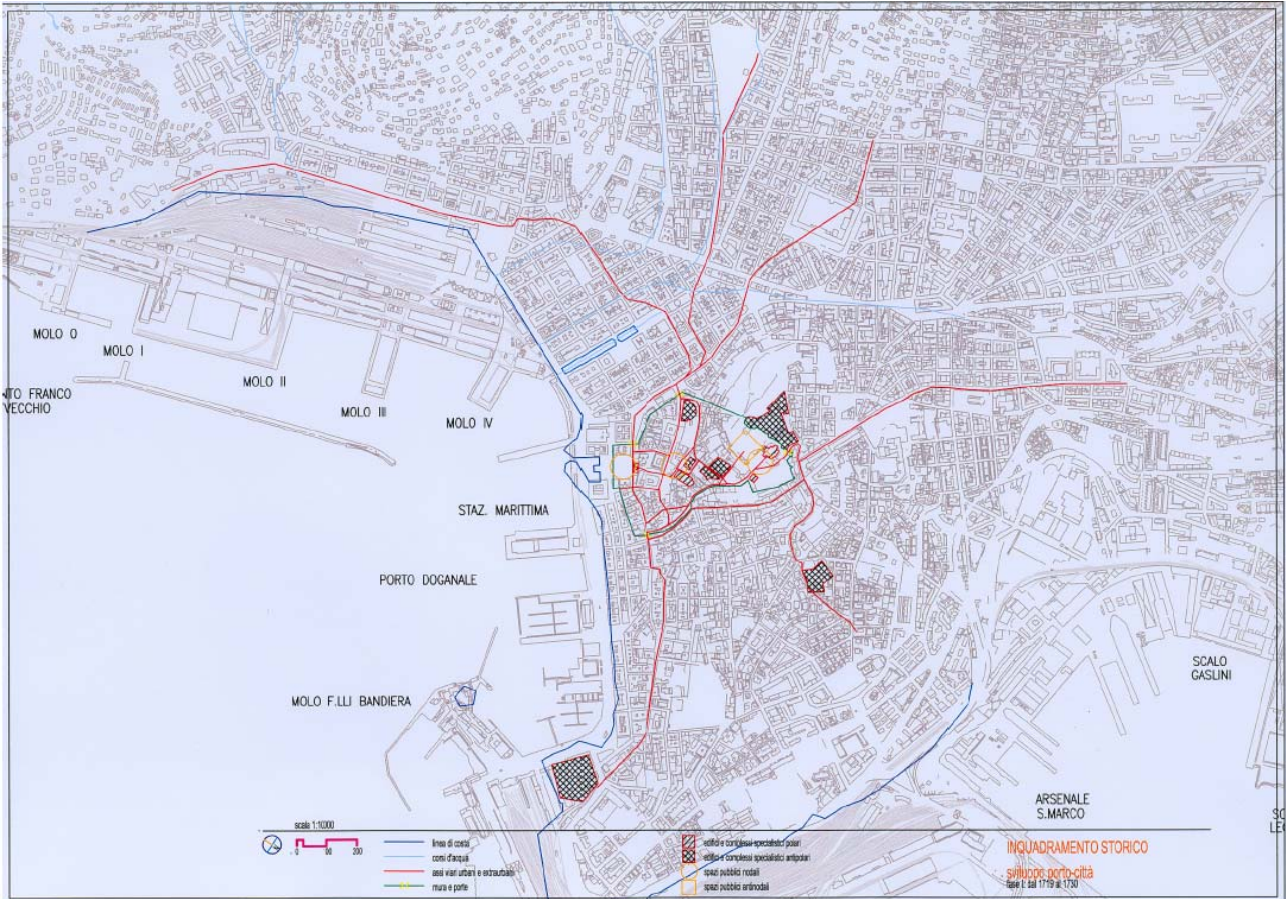 MOLO 0
MOLO I
MOLO II
NTO FRANCO
VECCHIO
MOLO III
MOLO IV
STAZ. MARITTIMA
PORTO DOGANALE
MOLO F.LLI BANDIERA
SCALO
GASLINI
ARSENALE
S.MARCO
SC
LE
scala 1:10000
0 200
linea di costa
corsi d'acqua
assi viari urbani e extraurbani
mura e porte
edifici e complessi specialistici polari
edifici e complessi specialistici antipolari
spazi pubblici nodali
spazi pubblici antinodali
INQUADRAMENTO STORICO
sviluppo porto-città
fase I: dal 1719 al 1730